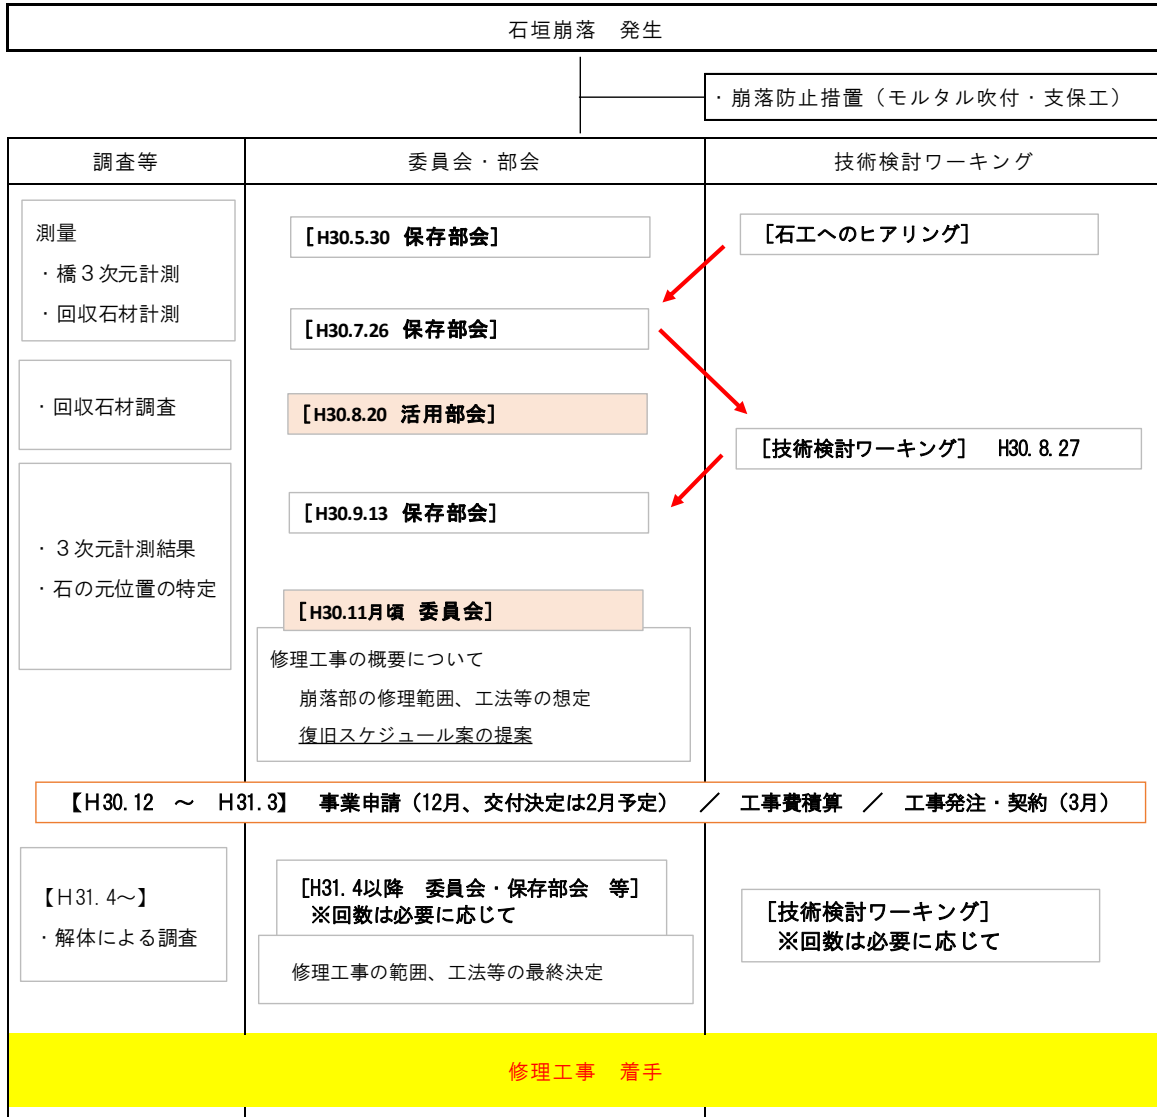 石垣崩落　発生
・崩落防止措置（モルタル吹付・支保工）
調査等
委員会・部会
技術検討ワーキング
測量
・橋３次元計測
・回収石材計測
[H30.5.30 保存部会]
[石工へのヒアリング]
[H30.7.26 保存部会]
・回収石材調査
[H30.8.20 活用部会]
[技術検討ワーキング]　H30.8.27
[H30.9.13 保存部会]
・３次元計測結果
・石の元位置の特定
[H30.11月頃 委員会]
修理工事の概要について
崩落部の修理範囲、工法等の想定
復旧スケジュール案の提案
【H30.12　～　H31.3】　事業申請（12月、交付決定は2月予定）　／　工事費積算　／　工事発注・契約（3月）
【H31.4～】
・解体による調査
[H31.4以降　委員会・保存部会　等]
※回数は必要に応じて
修理工事の範囲、工法等の最終決定
[技術検討ワーキング]
※回数は必要に応じて
修理工事　着手